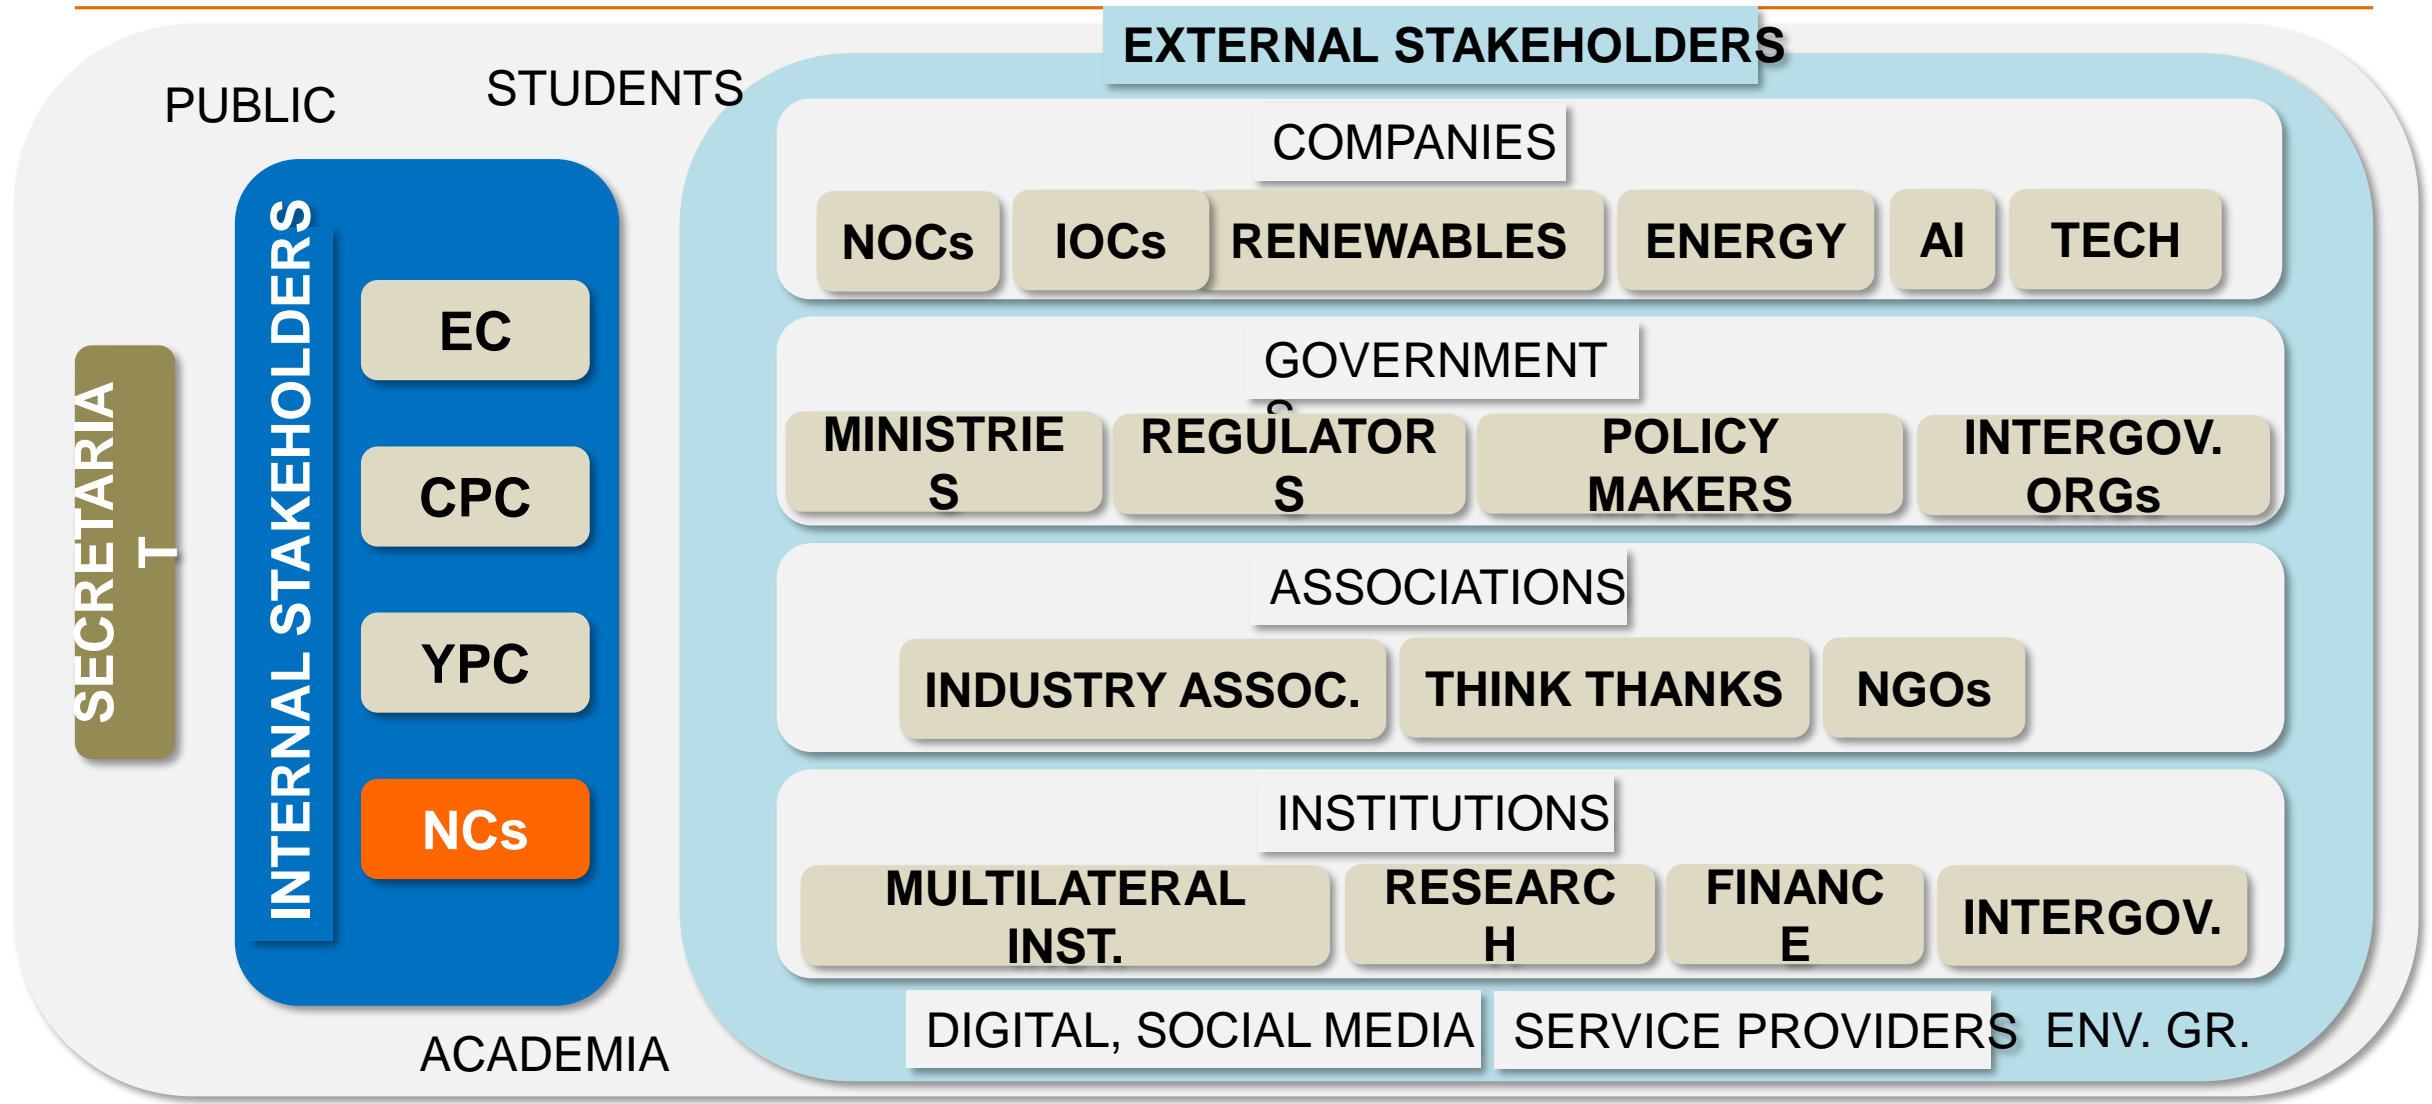 EXTERNAL STAKEHOLDERS
PUBLIC
STUDENTS
SECRETARIA
T
INTERNAL STAKEHOLDERS
EC
CPC
YPC
NCs
ACADEMIA
COMPANIES
NOCs
IOCs
RENEWABLES
ENERGY
AI
TECH
GOVERNMENT
S
MINISTRIE
S
REGULATOR
S
POLICY
MAKERS
INTERGOV.
ORGs
ASSOCIATIONS
INDUSTRY ASSOC.
THINK THANKS
NGOs
INSTITUTIONS
MULTILATERAL
INST.
RESEARC
H
FINANC
E
INTERGOV.
DIGITAL, SOCIAL MEDIA
SERVICE PROVIDERS
ENV. GR.